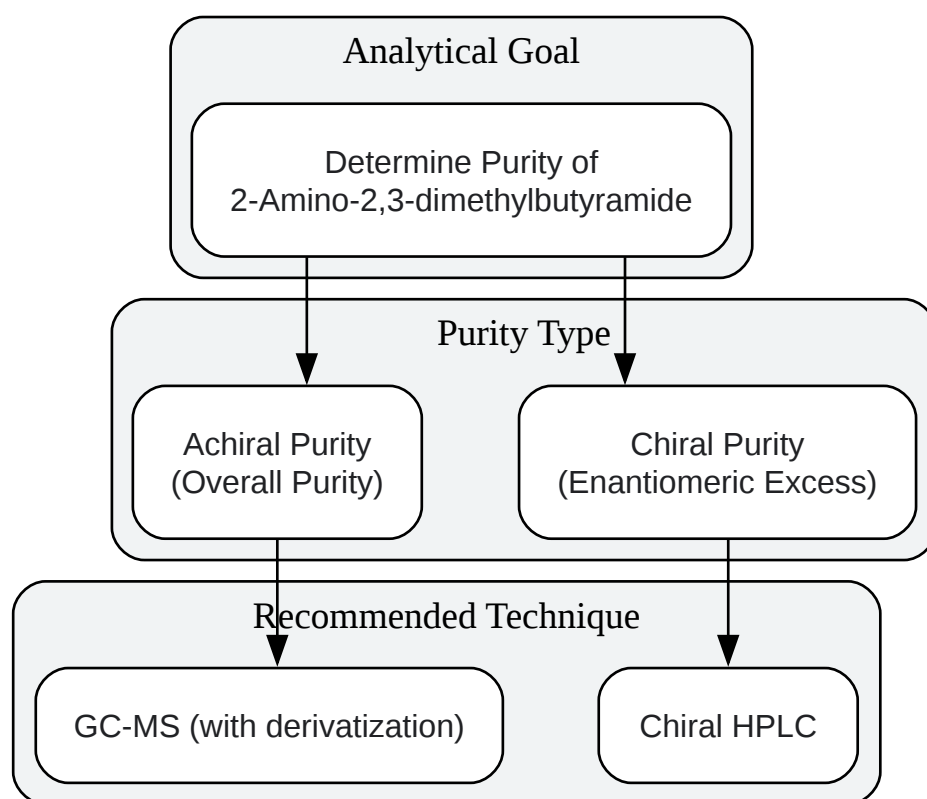 Analytical Goal
Determine Purity of
2-Amino-2,3-dimethylbutyramide
Purity Type
Achiral Purity
(Overall Purity)
Chiral Purity
(Enantiomeric Excess)
Recommended Technique
GC-MS (with derivatization)
Chiral HPLC